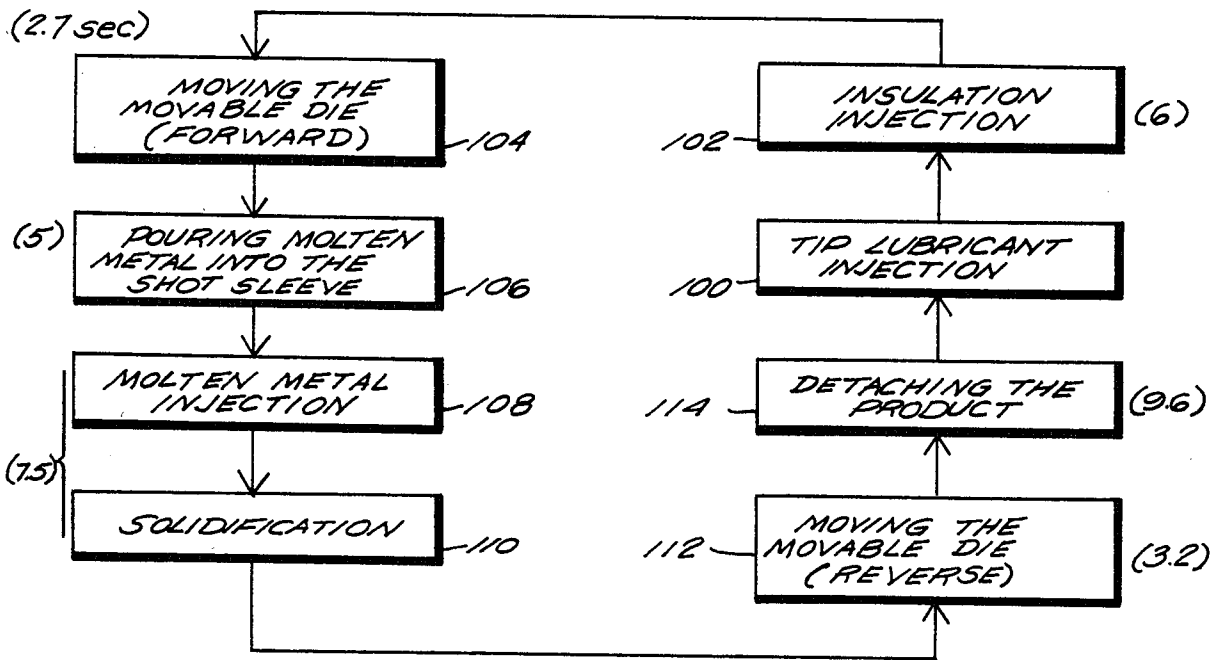 (2.7 sec)
MOVING THE
MOVABLE DIE
(FORWARD)
104
(5)
POURING MOLTEN
METAL INTO THE
SHOT SLEEVE
106
MOLTEN METAL
INJECTION
108
(7.5)
SOLIDIFICATION
110
INSULATION
INJECTION
(6)
102
TIP LUBRICANT
INJECTION
100
DETACHING THE
PRODUCT
(9.6)
114
MOVING THE
MOVABLE DIE
(REVERSE)
(3.2)
112